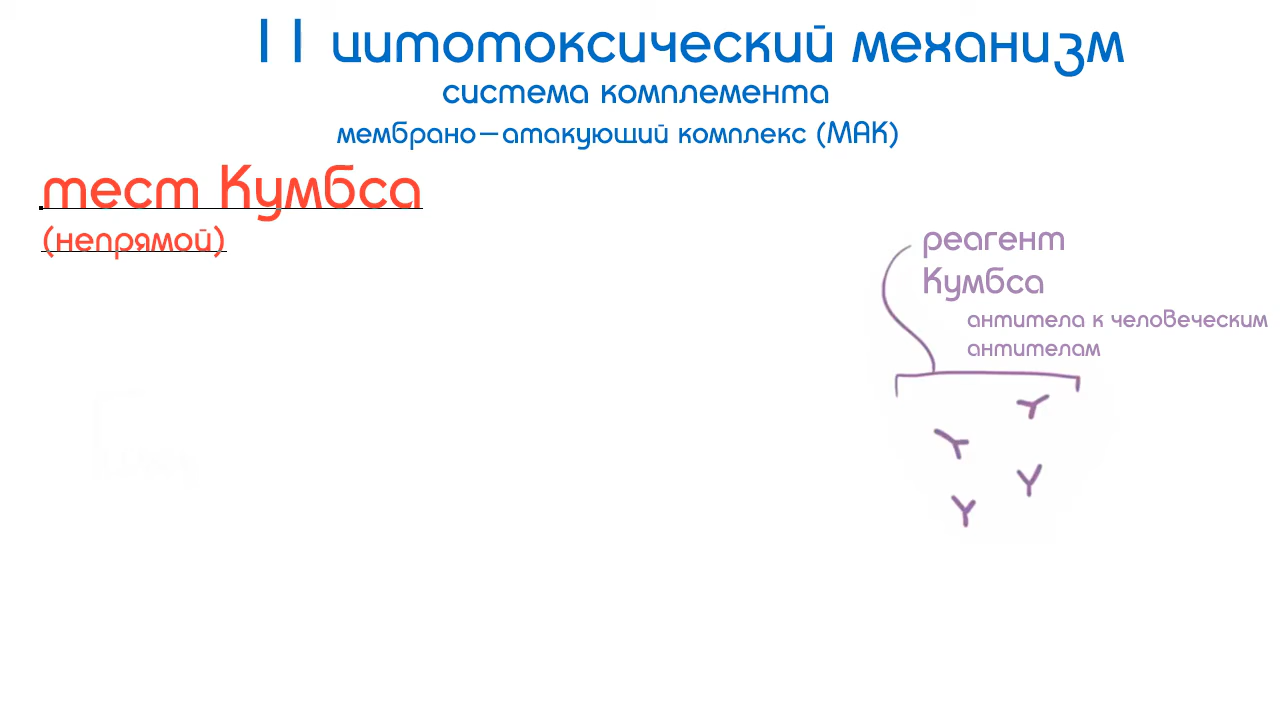 II цитотоксический механизм
система комплемента
мембрано-атакующий комплекс (МАК)
тест Кумбса
(непрямой)
реагент
Кумбса
антитела к человеческим
антителам